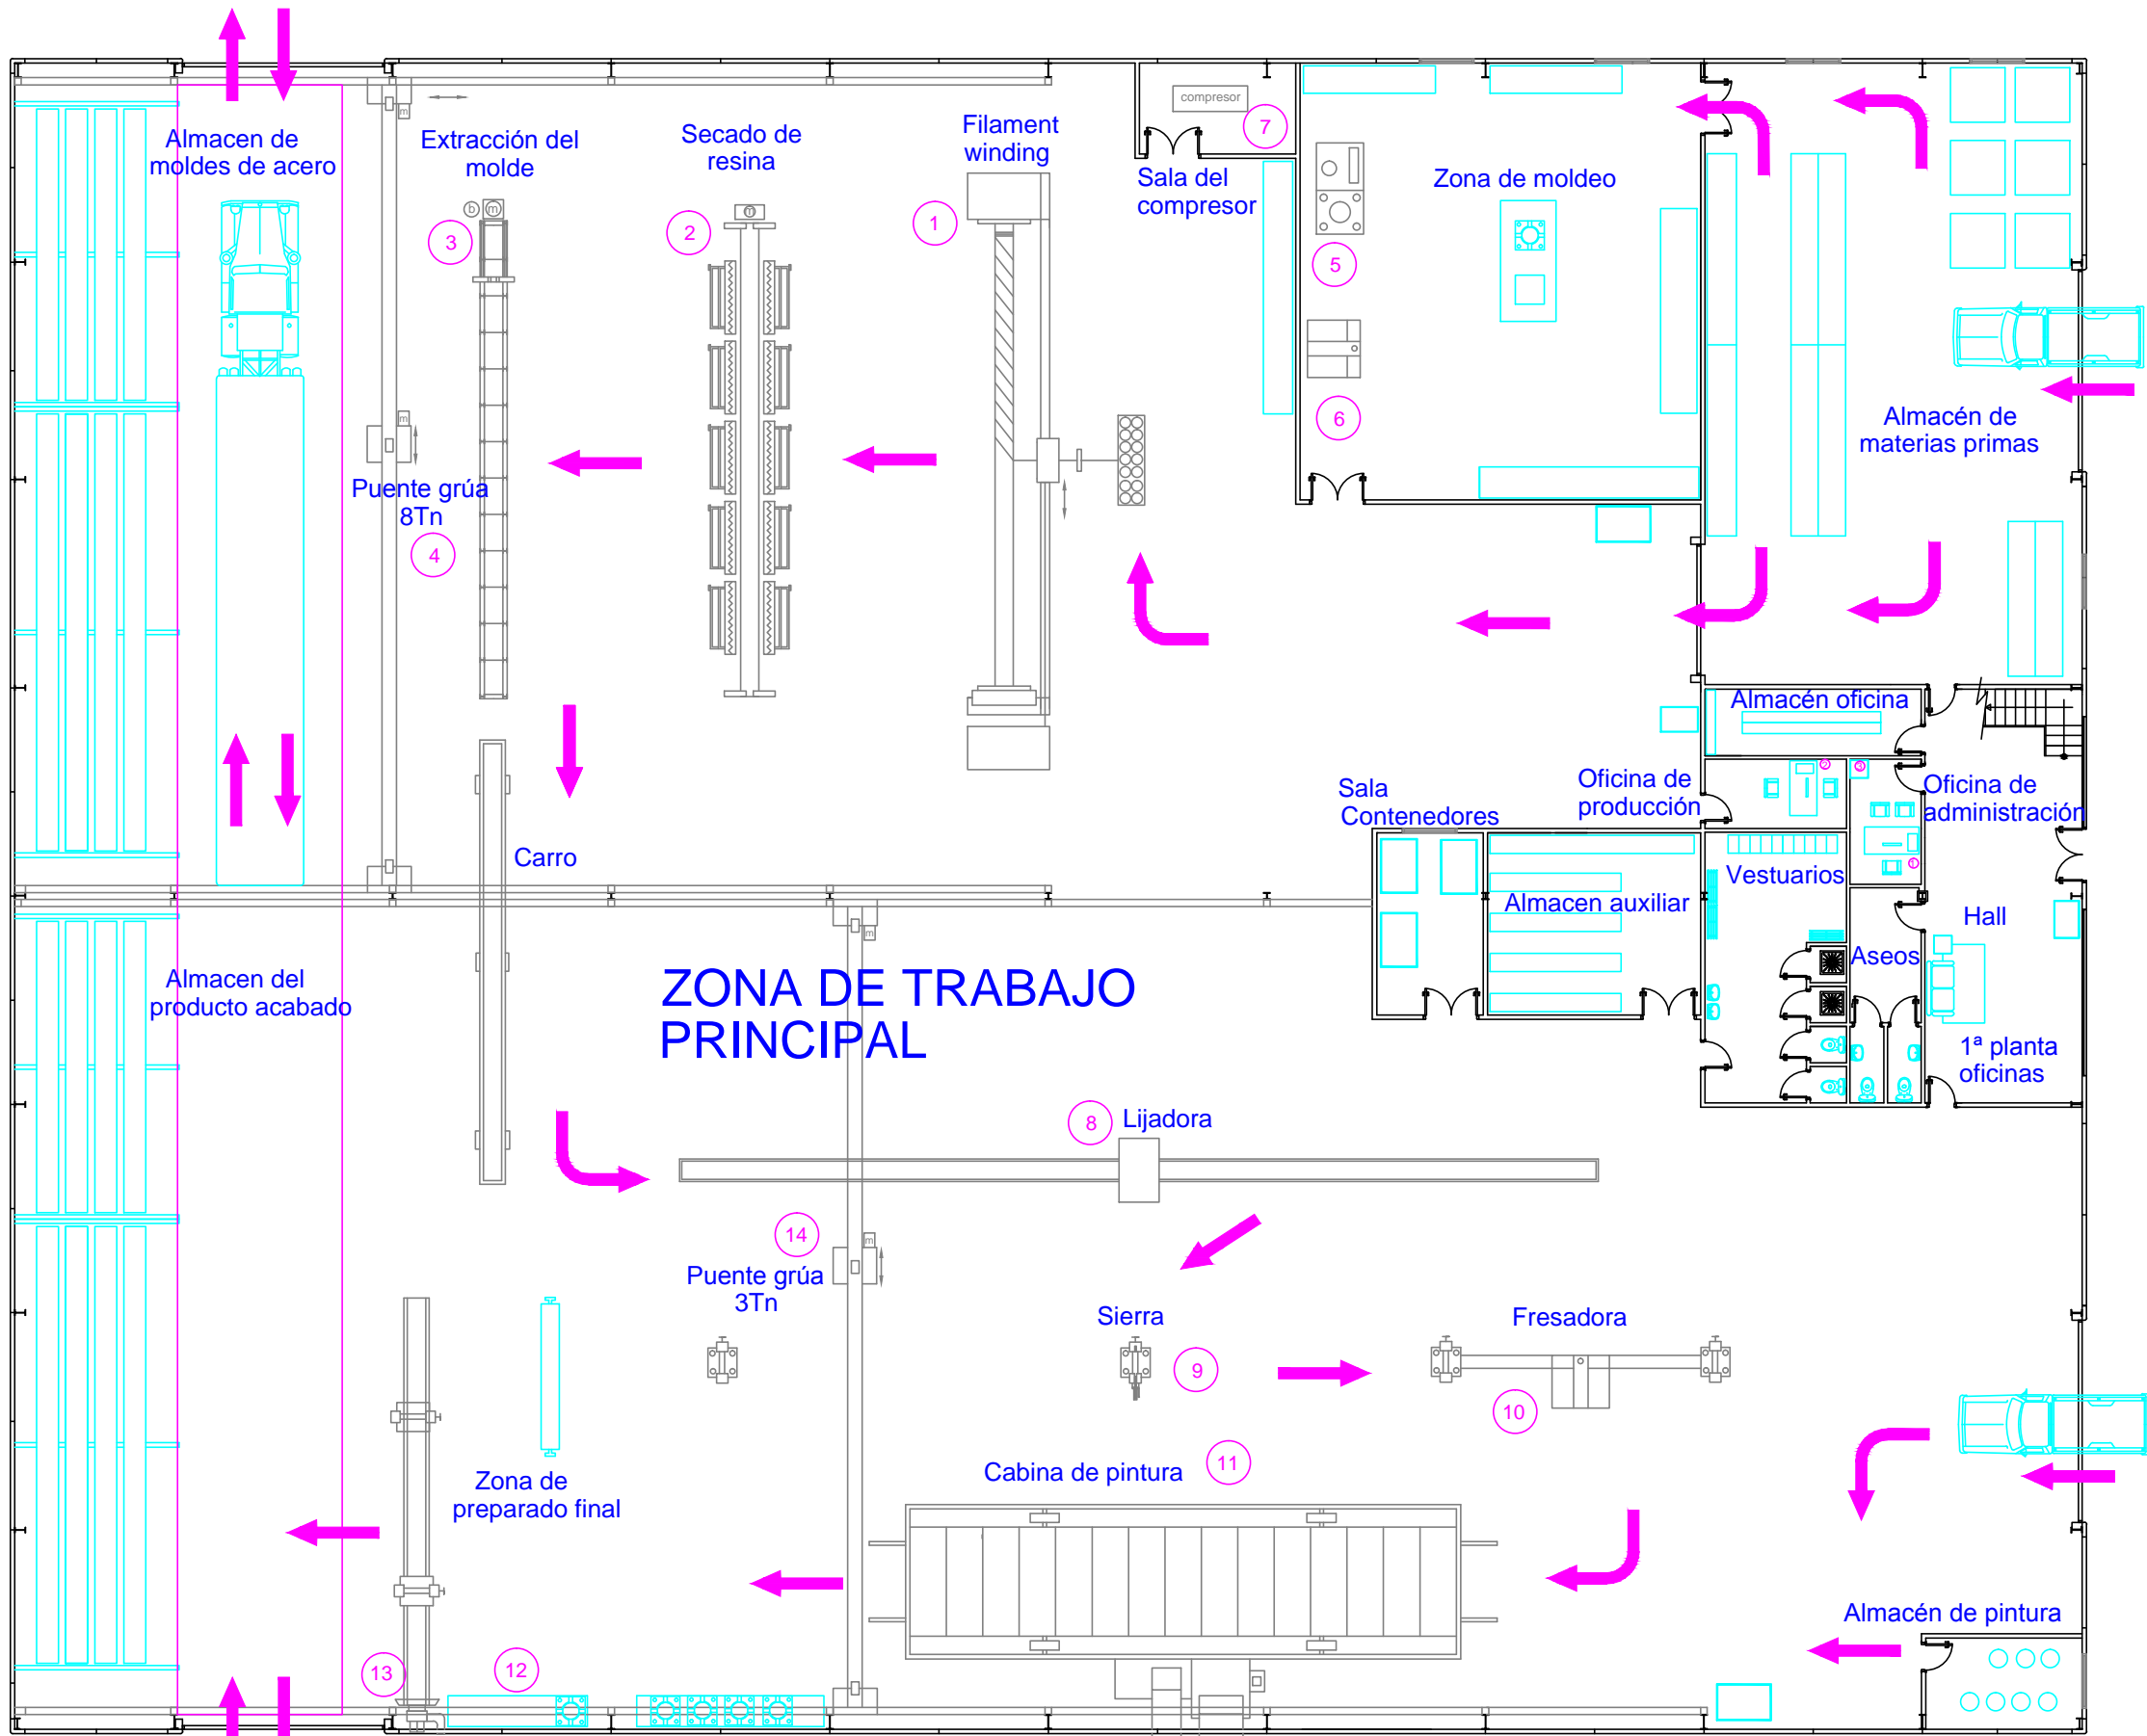 Almacen de
moldes de acero
Extracción del
molde
Secado de
resina
Filament
winding
compresor
7
Sala del
compresor
Zona de moldeo
m
b
m
3
2
m
1
5
6
Almacén de
materias primas
m
Puente grúa
8Tn
4
Almacén oficina
Oficina de
producción
2
3
Oficina de
administración
1
Sala
Contenedores
Carro
Almacen auxiliar
Vestuarios
Aseos
Hall
1ª planta
oficinas
Almacen del
producto acabado
m
ZONA DE TRABAJO
PRINCIPAL
8
Lijadora
14
m
Puente grúa
3Tn
Sierra
9
Fresadora
10
Cabina de pintura
11
Zona de
preparado final
Almacén de pintura
13
12